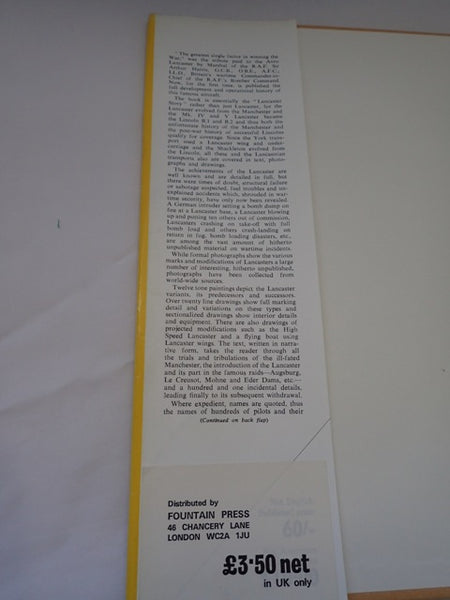 'The greatest single factor in winning the
War,' was the tribute paid to the Avro
Lancaster by Marshal of the R.A.F. Sir
Arthur Harris, G.C.B., O.B.E., A.F.C.,
LL.D., Britain's wartime Commander-in-
Chief of the R.A.F.'s Bomber Command.
Now, for the first time, is published the
full development and operational history of
this famous aircraft.
The book is essentially the "Lancaster
Story" rather than just Lancaster, for the
Lancaster evolved from the Manchester and
the Mk. IV and V Lancaster became
the Lincoln B.1 and B.2 and thus both the
unfortunate history of the Manchester and
the post-war history of successful Lincolns
qualify for coverage. Since the York trans-
port used a Lancaster wing and under-
carriage and the Shackleton evolved from
the Lincoln, all these and the Lancastrian
transports also are covered in text, photo-
graphs and drawings.
The achievements of the Lancaster are
well known and are detailed in full, but
there were times of doubt, structural failure
or sabotage suspected, fuel troubles and un-
explained accidents which, shrouded in war-
time security, have only now been revealed.
A German intruder setting a bomb dump on
fire at a Lancaster base, a Lancaster blowing
up and putting ten others out of commission,
Lancasters crashing on take-off with full
bomb load and others crash-landing on
return in fog, bomb loading disasters, etc.,
are among the vast amount of hitherto
unpublished material on wartime incidents.
While formal photographs show the various
marks and modifications of Lancasters a large
number of interesting, hitherto unpublished,
photographs have been collected from
world-wide sources.
Twelve tone paintings depict the Lancaster
variants, its predecessors and successors.
Over twenty line drawings show full marking
detail and variations on these types and
sectionalized drawings show interior details
and equipment. There are also drawings of
projected modifications such as the High
Speed Lancaster and a flying boat using
Lancaster wings. The text, written in narra-
tive form, takes the reader through all
the trials and tribulations of the ill-fated
Manchester, the introduction of the Lancaster
and its part in the famous raids—Augsburg,
Le Creusot, Mohne and Eder Dams, etc.—
and a hundred and one incidental details,
leading finally to its subsequent withdrawal.
Where expedient, names are quoted, thus
the names of hundreds of pilots and their
(Continued on back flap)
Distributed by
FOUNTAIN PRESS
46 CHANCERY LANE
LONDON WC2A 1JU
£3·50 net
in UK only
60/-